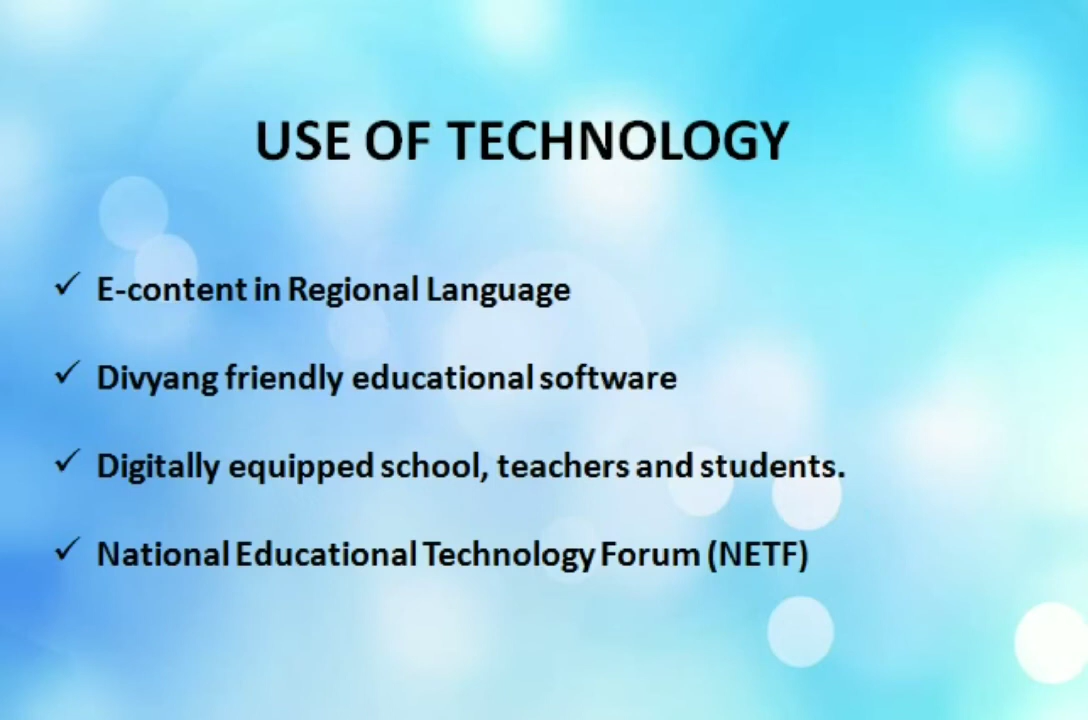 USE OF TECHNOLOGY
✓ E-content in Regional Language
✓ Divyang friendly educational software
✓ Digitally equipped school, teachers and students.
✓ National Educational Technology Forum (NETF)